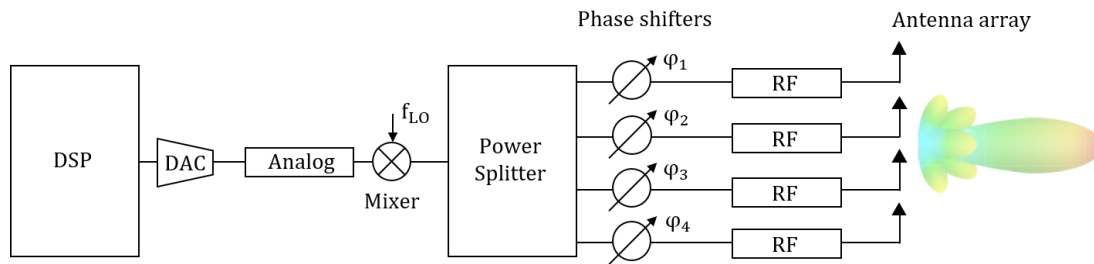 Phase shifters
Antenna array
DSP
DAC
Analog
f_LO
Mixer
Power
Splitter
φ₁
RF
φ₂
RF
φ₃
RF
φ₄
RF